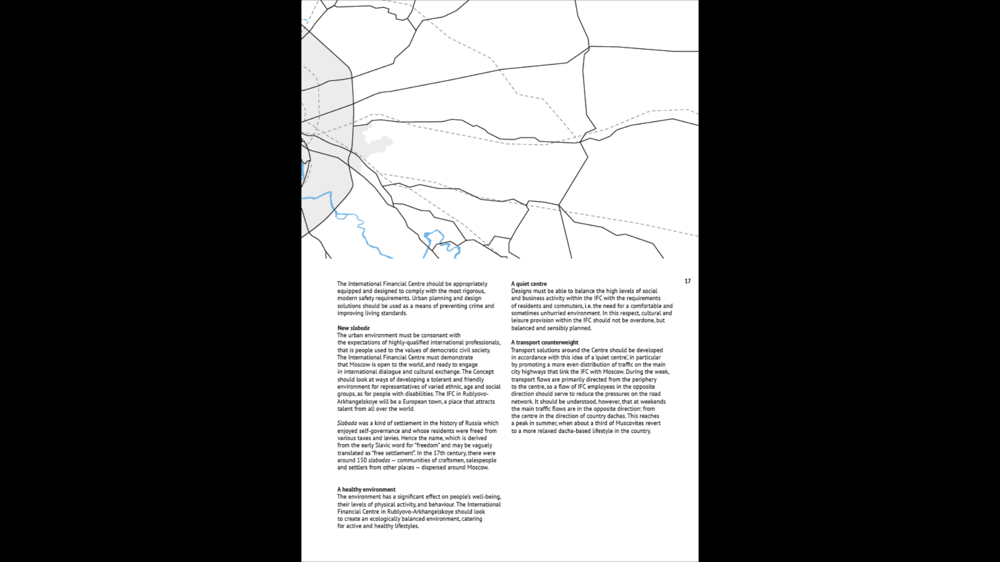 The International Financial Centre should be appropriately
equipped and designed to comply with the most rigorous,
modern safety requirements. Urban planning and design
solutions should be used as a means of preventing crime and
improving living standards.
New sloboda
The urban environment must be consonant with
the expectations of highly-qualified international professionals,
that is people used to the values of democratic civil society.
The International Financial Centre must demonstrate
that Moscow is open to the world, and ready to engage
in international dialogue and cultural exchange. The Concept
should look at ways of developing a tolerant and friendly
environment for representatives of varied ethnic, age and social
groups, as for people with disabilities. The IFC in Rublyovo-
Arkhangelskoye will be a European town, a place that attracts
talent from all over the world.
Sloboda was a kind of settlement in the history of Russia which
enjoyed self-governance and whose residents were freed from
various taxes and levies. Hence the name, which is derived
from the early Slavic word for "freedom" and may be vaguely
translated as "free settlement". In the 17th century, there were
around 150 slobodas — communities of craftsmen, salespeople
and settlers from other places — dispersed around Moscow.
A healthy environment
The environment has a significant effect on people's well-being,
their levels of physical activity, and behaviour. The International
Financial Centre in Rublyovo-Arkhangelskoye should look
to create an ecologically balanced environment, catering
for active and healthy lifestyles.
A quiet centre
Designs must be able to balance the high levels of social
and business activity within the IFC with the requirements
of residents and commuters, i.e. the need for a comfortable and
sometimes unhurried environment. In this respect, cultural and
leisure provision within the IFC should not be overdone, but
balanced and sensibly planned.
A transport counterweight
Transport solutions around the Centre should be developed
in accordance with this idea of a 'quiet centre', in particular
by promoting a more even distribution of traffic on the main
city highways that link the IFC with Moscow. During the week,
transport flows are primarily directed from the periphery
to the centre, so a flow of IFC employees in the opposite
direction should serve to reduce the pressures on the road
network. It should be understood, however, that at weekends
the main traffic flows are in the opposite direction: from
the centre in the direction of country dachas. This reaches
a peak in summer, when about a third of Muscovites revert
to a more relaxed dacha-based lifestyle in the country.
17